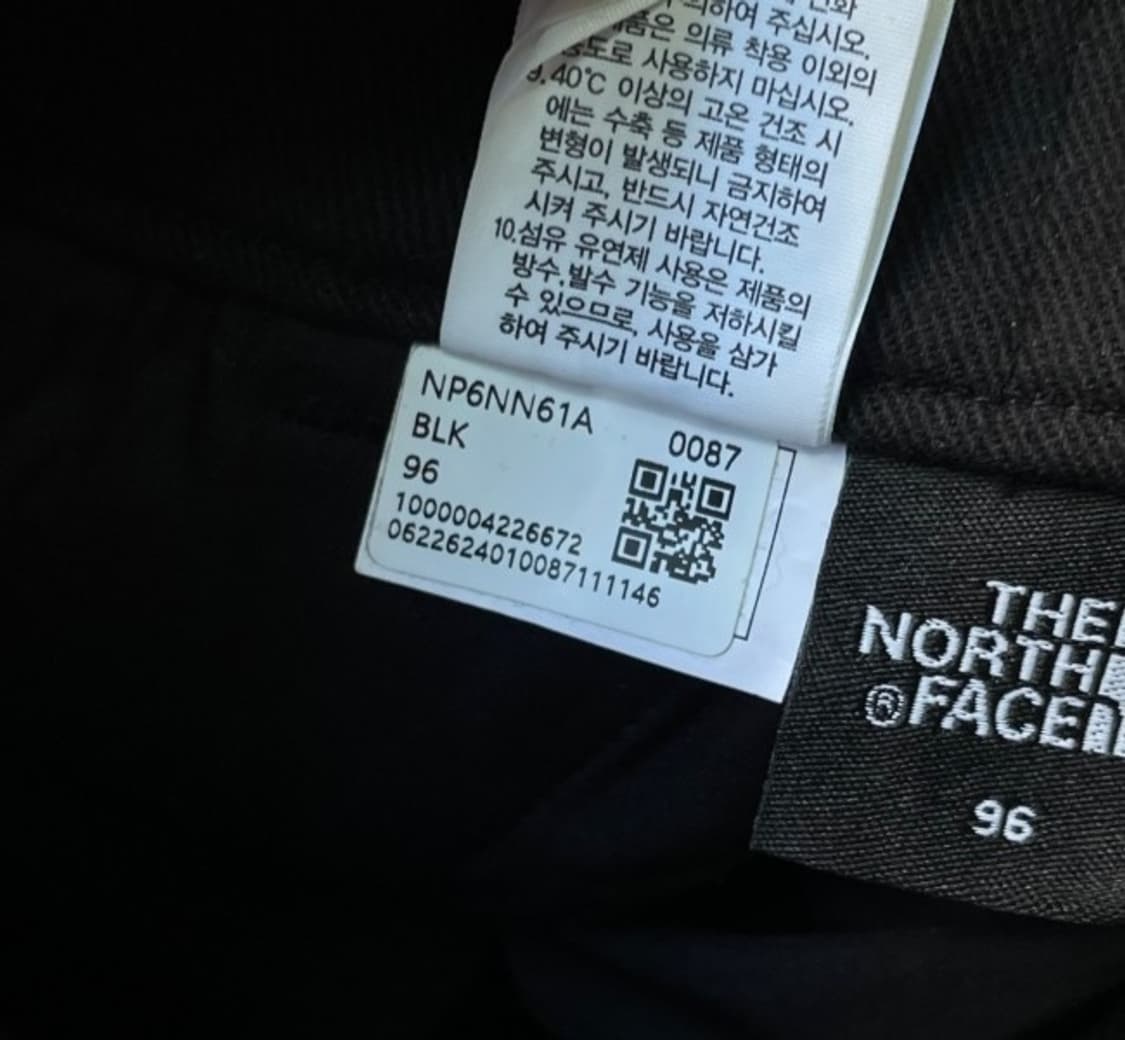 의하여 주십시오.
품은 의류 착용 이외의
용도로 사용하지 마십시오.
9.40℃ 이상의 고온 건조 시
에는 수축 등 제품 형태의
변형이 발생되니 금지하여
주시고, 반드시 자연건조
시켜 주시기 바랍니다.
10.섬유 유연제 사용은 제품의
방수.발수 기능을 저하시킬
수 있으므로, 사용을 삼가
하여 주시기 바랍니다.
NP6NN61A
BLK 0087
96
1000004226672
0622624010087111146
THE
NORTH
®FACE
96